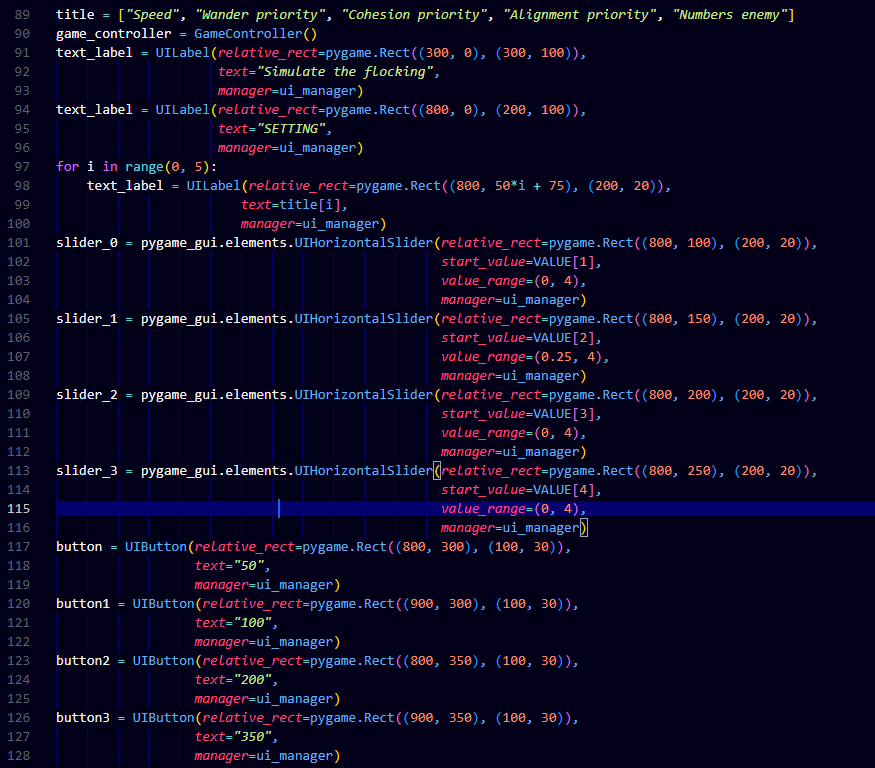 89 title = ["Speed", "Wander priority", "Cohesion priority", "Alignment priority", "Numbers enemy"]
90 game_controller = GameController()
91 text_label = UILabel(relative_rect=pygame.Rect((300, 0), (300, 100)),
92 text="Simulate the flocking",
93 manager=ui_manager)
94 text_label = UILabel(relative_rect=pygame.Rect((800, 0), (200, 100)),
95 text="SETTING",
96 manager=ui_manager)
97 for i in range(0, 5):
98 text_label = UILabel(relative_rect=pygame.Rect((800, 50*i + 75), (200, 20)),
99 text=title[i],
100 manager=ui_manager)
101 slider_0 = pygame_gui.elements.UIHorizontalSlider(relative_rect=pygame.Rect((800, 100), (200, 20)),
102 start_value=VALUE[1],
103 value_range=(0, 4),
104 manager=ui_manager)
105 slider_1 = pygame_gui.elements.UIHorizontalSlider(relative_rect=pygame.Rect((800, 150), (200, 20)),
106 start_value=VALUE[2],
107 value_range=(0.25, 4),
108 manager=ui_manager)
109 slider_2 = pygame_gui.elements.UIHorizontalSlider(relative_rect=pygame.Rect((800, 200), (200, 20)),
110 start_value=VALUE[3],
111 value_range=(0, 4),
112 manager=ui_manager)
113 slider_3 = pygame_gui.elements.UIHorizontalSlider(relative_rect=pygame.Rect((800, 250), (200, 20)),
114 start_value=VALUE[4],
115 value_range=(0, 4),
116 manager=ui_manager)
117 button = UIButton(relative_rect=pygame.Rect((800, 300), (100, 30)),
118 text="50",
119 manager=ui_manager)
120 button1 = UIButton(relative_rect=pygame.Rect((900, 300), (100, 30)),
121 text="100",
122 manager=ui_manager)
123 button2 = UIButton(relative_rect=pygame.Rect((800, 350), (100, 30)),
124 text="200",
125 manager=ui_manager)
126 button3 = UIButton(relative_rect=pygame.Rect((900, 350), (100, 30)),
127 text="350",
128 manager=ui_manager)